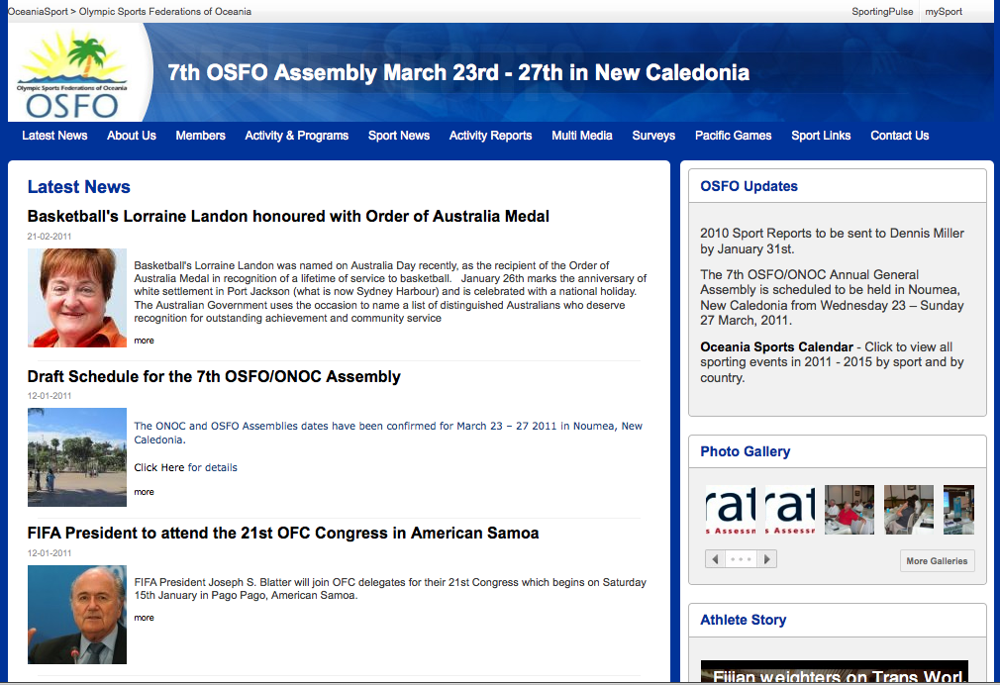 OceaniaSport > Olympic Sports Federations of Oceania
SportingPulse
mySport
Olympic Sports Federations of Oceania
OSFO
7th OSFO Assembly March 23rd - 27th in New Caledonia
Latest News About Us Members Activity & Programs Sport News Activity Reports Multi Media Surveys Pacific Games Sport Links Contact Us
Latest News
Basketball's Lorraine Landon honoured with Order of Australia Medal
21-02-2011
Basketball's Lorraine Landon was named on Australia Day recently, as the recipient of the Order of
Australia Medal in recognition of a lifetime of service to basketball. January 26th marks the anniversary of
white settlement in Port Jackson (what is now Sydney Harbour) and is celebrated with a national holiday.
The Australian Government uses the occasion to name a list of distinguished Australians who deserve
recognition for outstanding achievement and community service
more
Draft Schedule for the 7th OSFO/ONOC Assembly
12-01-2011
The ONOC and OSFO Assemblies dates have been confirmed for March 23 – 27 2011 in Noumea, New
Caledonia.
Click Here for details
more
FIFA President to attend the 21st OFC Congress in American Samoa
12-01-2011
FIFA President Joseph S. Blatter will join OFC delegates for their 21st Congress which begins on Saturday
15th January in Pago Pago, American Samoa.
more
OSFO Updates
2010 Sport Reports to be sent to Dennis Miller
by January 31st.
The 7th OSFO/ONOC Annual General
Assembly is scheduled to be held in Noumea,
New Caledonia from Wednesday 23 – Sunday
27 March, 2011.
Oceania Sports Calendar - Click to view all
sporting events in 2011 - 2015 by sport and by
country.
Photo Gallery
rat rat
s Assessn s Assessn
More Galleries
Athlete Story
Fijian weighters on Trans Worl